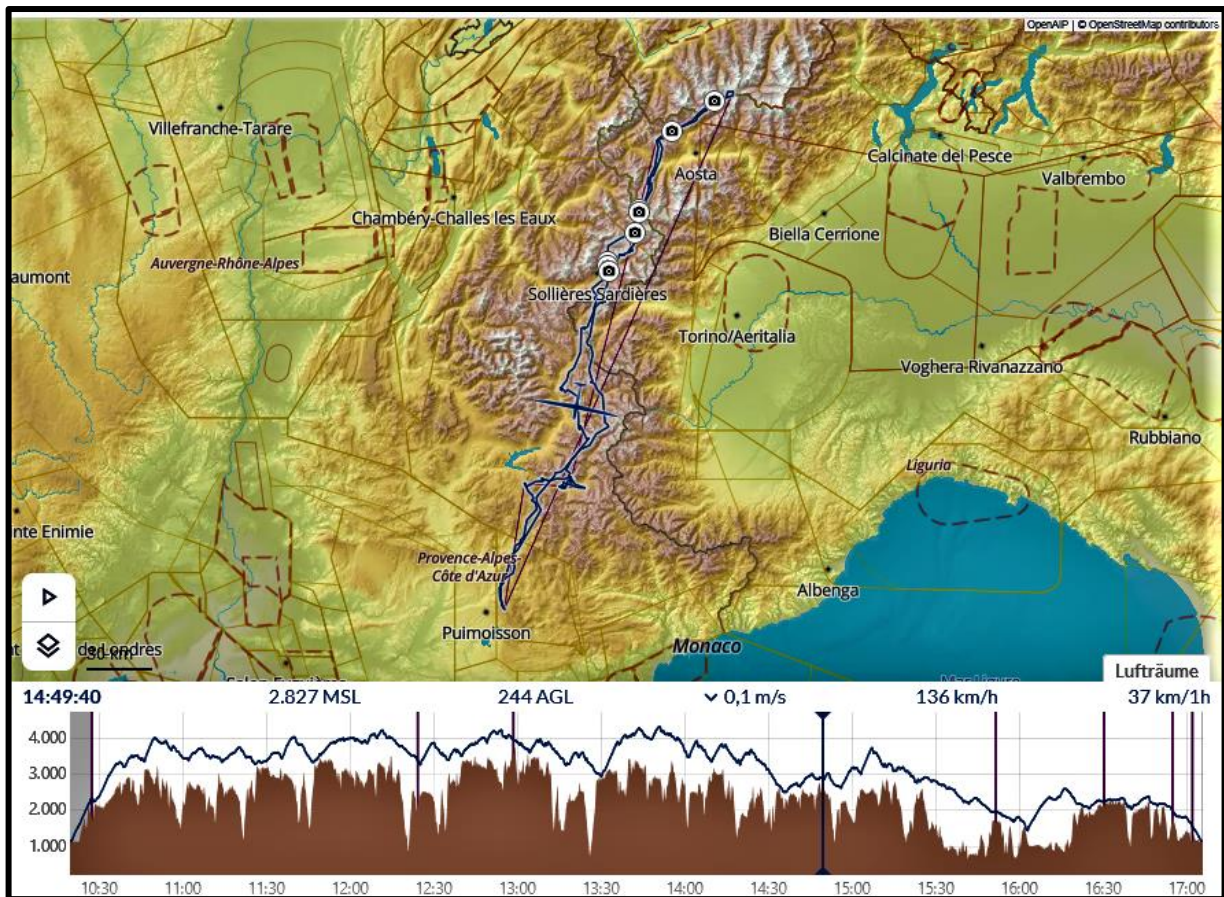 OpenAIP | © OpenStreetMap contributors
Villefranche-Tarare
Calcinate del Pesce
Aosta
Valbrembo
Chambéry-Challes les Eaux
Biella Cerrione
Auvergne-Rhône-Alpes
aumont
Sollières Sardières
Torino/Aeritalia
Voghera Rivanazzano
Rubbiano
Liguria
nte Enimie
Provence-Alpes-
Côte d'Azur
Albenga
Puimoisson
Monaco
de Londres
30 km
Lufträume
14:49:40 2.827 MSL 244 AGL 0,1 m/s 136 km/h 37 km/1h
4.000
3.000
2.000
1.000
10:30 11:00 11:30 12:00 12:30 13:00 13:30 14:00 14:30 15:00 15:30 16:00 16:30 17:00